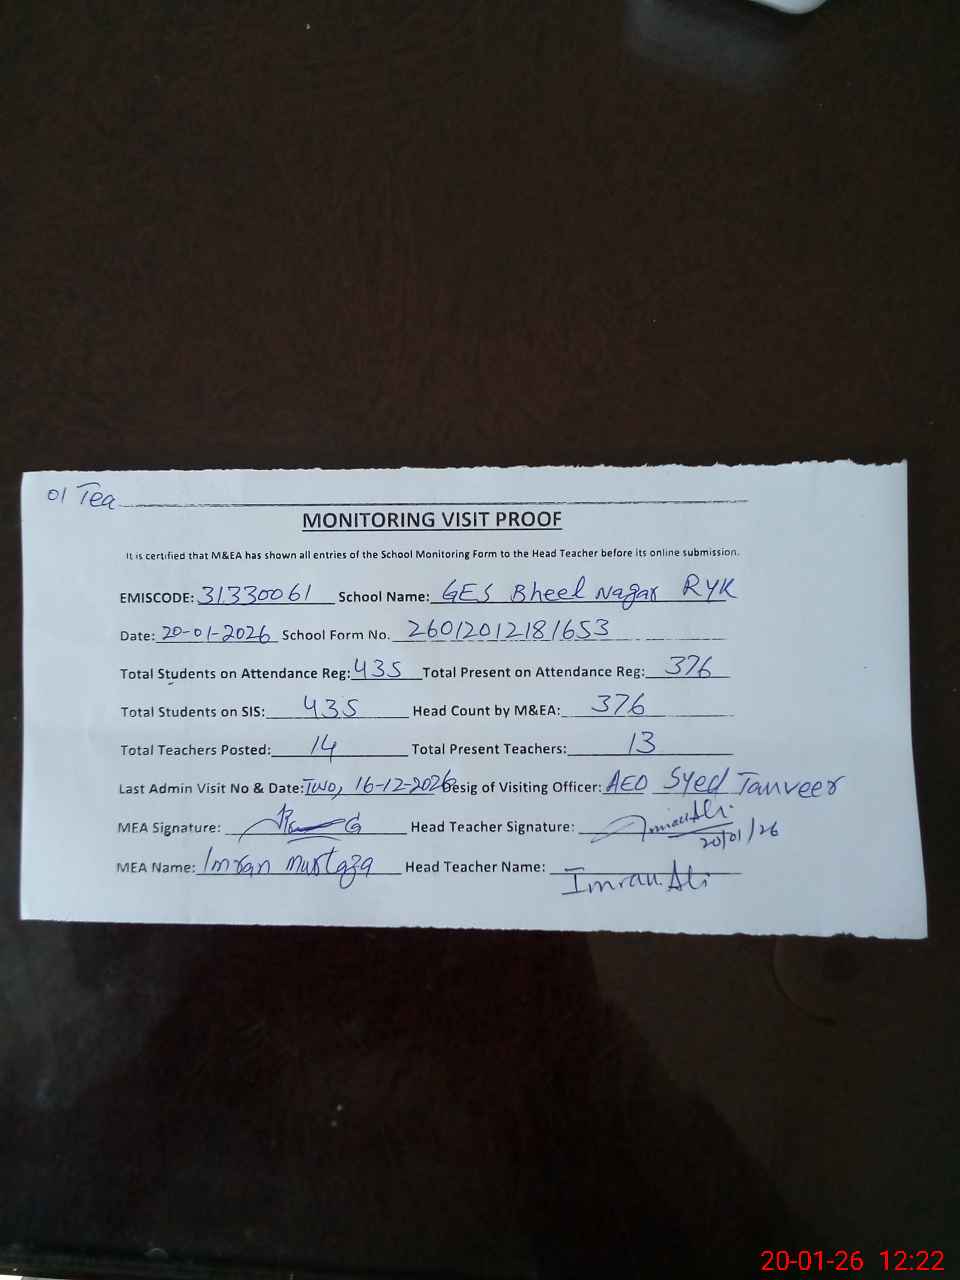 01 Tea
MONITORING VISIT PROOF
It is certified that M&EA has shown all entries of the School Monitoring Form to the Head Teacher before its online submission.
EMISCODE: 31330061 School Name: GES Bheel Nagar RYK
Date: 20-01-2026 School Form No. 26012012181653
Total Students on Attendance Reg: 435 Total Present on Attendance Reg: 376
Total Students on SIS: 435 Head Count by M&EA: 376
Total Teachers Posted: 14 Total Present Teachers: 13
Last Admin Visit No & Date: Two, 16-12-2026 Desig of Visiting Officer: AEO Syed Tanveer
MEA Signature: Head Teacher Signature: Imran Ali
20/01/26
MEA Name: Imran Murtaza Head Teacher Name: Imran Ali
20-01-26 12:22